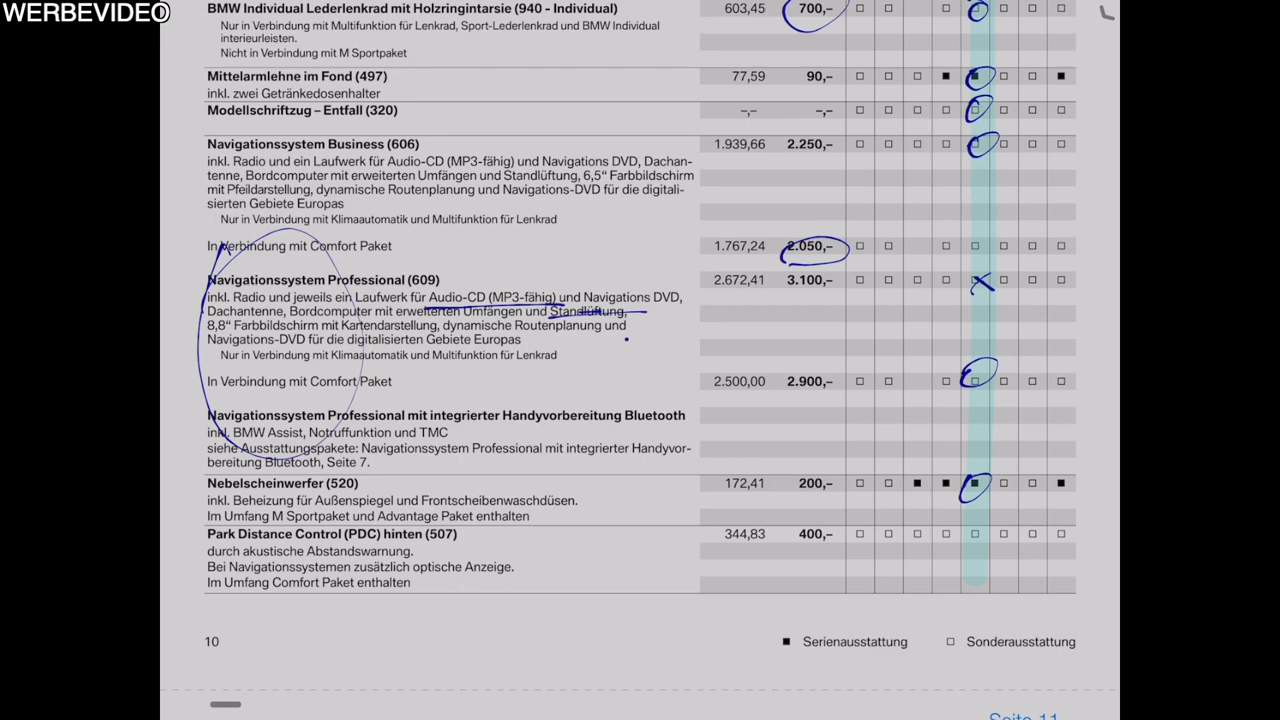 WERBEVIDEO
BMW Individual Lederlenkrad mit Holzringintarsie (940 - Individual) 603,45 700,–
Nur in Verbindung mit Multifunktion für Lenkrad, Sport-Lederlenkrad und BMW Individual
interieurleisten.
Nicht in Verbindung mit M Sportpaket
Mittelarmlehne im Fond (497) 77,59 90,–
inkl. zwei Getränkedosenhalter
Modellschriftzug – Entfall (320) –,– –,–
Navigationssystem Business (606) 1.939,66 2.250,–
inkl. Radio und ein Laufwerk für Audio-CD (MP3-fähig) und Navigations DVD, Dachan-
tenne, Bordcomputer mit erweiterten Umfängen und Standlüftung, 6,5“ Farbbildschirm
mit Pfeildarstellung, dynamische Routenplanung und Navigations-DVD für die digitali-
sierten Gebiete Europas
Nur in Verbindung mit Klimaautomatik und Multifunktion für Lenkrad
In Verbindung mit Comfort Paket 1.767,24 2.050,–
Navigationssystem Professional (609) 2.672,41 3.100,–
inkl. Radio und jeweils ein Laufwerk für Audio-CD (MP3-fähig) und Navigations DVD,
Dachantenne, Bordcomputer mit erweiterten Umfängen und Standlüftung,
8,8“ Farbbildschirm mit Kartendarstellung, dynamische Routenplanung und
Navigations-DVD für die digitalisierten Gebiete Europas
Nur in Verbindung mit Klimaautomatik und Multifunktion für Lenkrad
In Verbindung mit Comfort Paket 2.500,00 2.900,–
Navigationssystem Professional mit integrierter Handyvorbereitung Bluetooth
inkl. BMW Assist, Notruffunktion und TMC
siehe Ausstattungspakete: Navigationssystem Professional mit integrierter Handyvor-
bereitung Bluetooth, Seite 7.
Nebelscheinwerfer (520) 172,41 200,–
inkl. Beheizung für Außenspiegel und Frontscheibenwaschdüsen.
Im Umfang M Sportpaket und Advantage Paket enthalten
Park Distance Control (PDC) hinten (507) 344,83 400,–
durch akustische Abstandswarnung.
Bei Navigationssystemen zusätzlich optische Anzeige.
Im Umfang Comfort Paket enthalten
10 ■ Serienausstattung □ Sonderausstattung
Seite 11